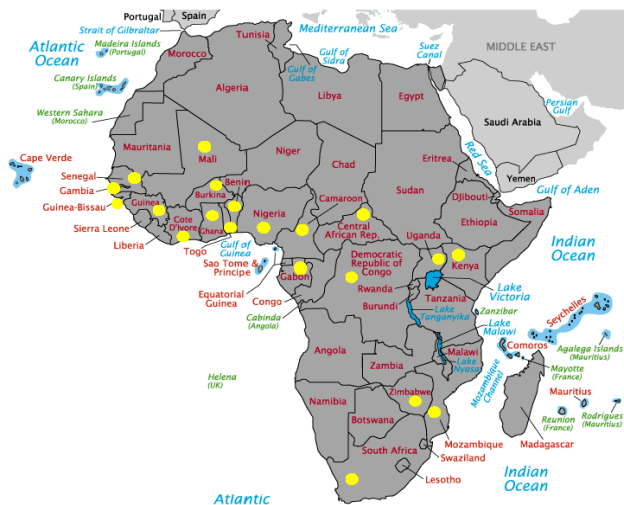 Portugal
Spain
Strait of Gilbraltar
Mediterranean Sea
Madeira Islands
(Portugal)
Atlantic
Ocean
Tunisia
Morocco
Gulf of
Sidra
Gulf of
Gabes
Suez
Canal
MIDDLE EAST
Canary Islands
(Spain)
Algeria
Libya
Egypt
Persian
Gulf
Western Sahara
(Morocco)
Saudi Arabia
Red Sea
Mauritania
Mali
Niger
Chad
Sudan
Eritrea
Yemen
Cape Verde
Senegal
Gambia
Guinea-Bissau
Guinea
Burkina
Benin
Nigeria
Camaroon
Djibouti
Gulf of Aden
Somalia
Ethiopia
Sierra Leone
Liberia
Cote
D'Ivore
Ghana
Togo
Central
African Rep.
Uganda
Kenya
Indian
Ocean
Gulf of
Guinea
Sao Tome &
Principe
Gabon
Democratic
Republic of
Congo
Rwanda
Burundi
Lake
Victoria
Equatorial
Guinea
Congo
Cabinda
(Angola)
Tanzania
Lake
Tanganyika
Zanzibar
Seychelles
Lake
Malawi
Comoros
Agalega Islands
(Mauritius)
Angola
Zambia
Malawi
Lake
Nyasa
Mayotte
(France)
Mozambique
Channel
Helena
(UK)
Namibia
Zimbabwe
Botswana
Mauritius
Reunion
(France)
Rodrigues
(Mauritius)
Mozambique
Madagascar
South Africa
Swaziland
Lesotho
Indian
Ocean
Atlantic